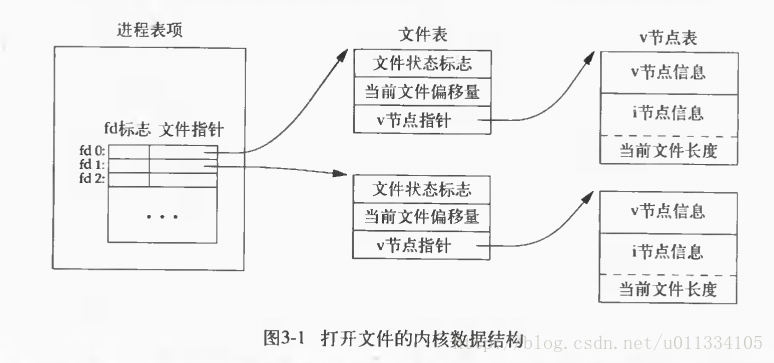 进程表项
fd标志 文件指针
fd 0:
fd 1:
fd 2:
• • •
文件表
文件状态标志
当前文件偏移量
v节点指针
文件状态标志
当前文件偏移量
v节点指针
v节点表
v节点信息
i节点信息
当前文件长度
v节点信息
i节点信息
当前文件长度
图3-1 打开文件的内核数据结构
blog.csdn.net/u011334105